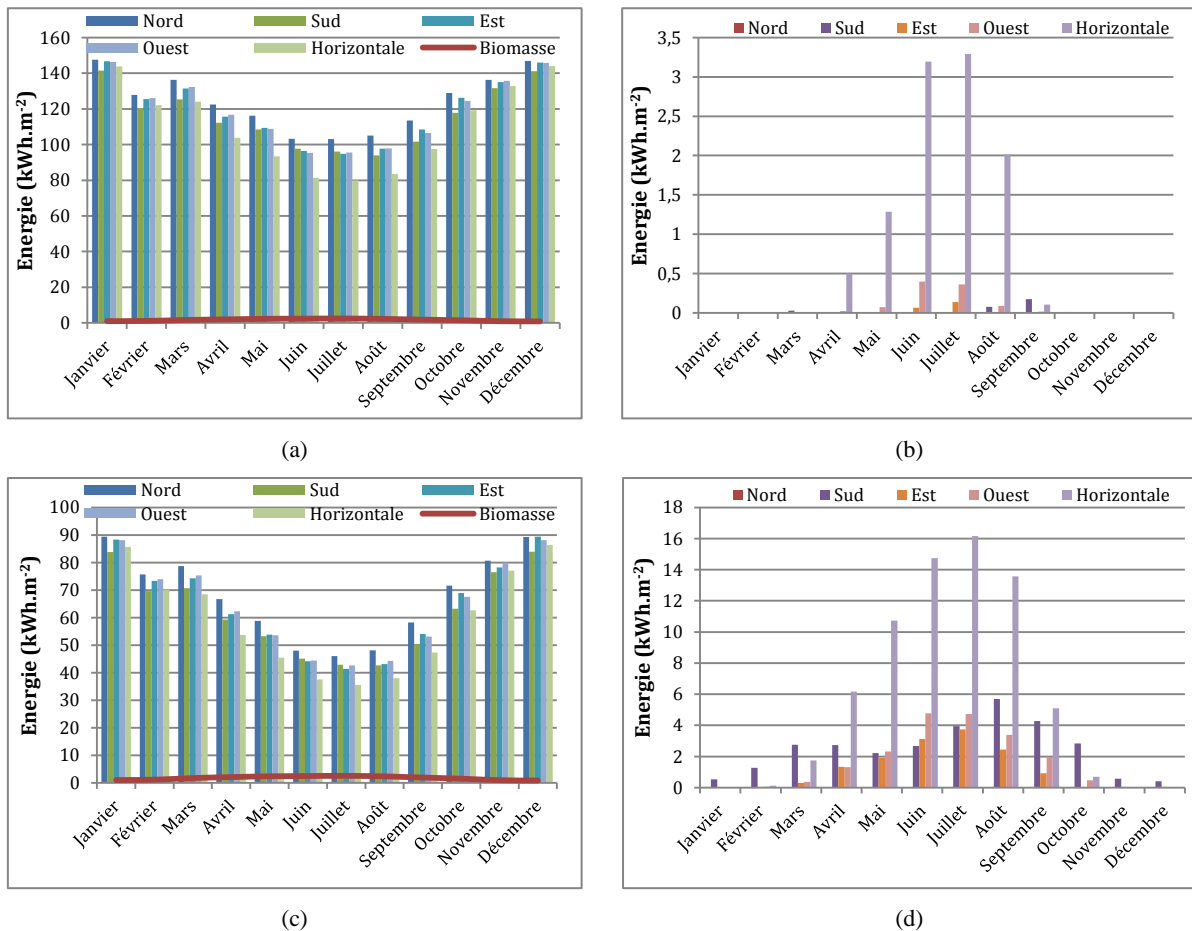 Nord Sud Est
Ouest Horizontale Biomasse
Energie (kWh.m-2)
160
140
120
100
80
60
40
20
0
Janvier Février Mars Avril Mai Juin Juillet Août Septembre Octobre Novembre Décembre
(a)
Nord Sud Est Ouest Horizontale
Energie (kWh.m-2)
3,5
3
2,5
2
1,5
1
0,5
0
Janvier Février Mars Avril Mai Juin Juillet Août Septembre Octobre Novembre Décembre
(b)
Nord Sud Est
Ouest Horizontale Biomasse
Energie (kWh.m-2)
100
90
80
70
60
50
40
30
20
10
0
Janvier Février Mars Avril Mai Juin Juillet Août Septembre Octobre Novembre Décembre
(c)
Nord Sud Est Ouest Horizontale
Energie (kWh.m-2)
18
16
14
12
10
8
6
4
2
0
Janvier Février Mars Avril Mai Juin Juillet Août Septembre Octobre Novembre Décembre
(d)